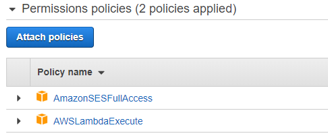 Permissions policies (2 policies applied)
Attach policies
Policy name
AmazonSESFullAccess
AWSLambdaExecute